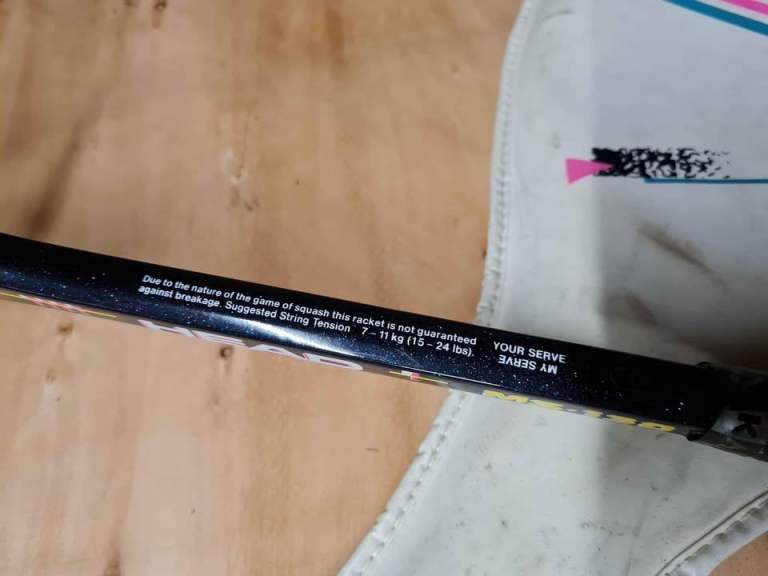 Due to the nature of the game of squash this racket is not guaranteed
against breakage. Suggested String Tension 7 – 11 kg (15 – 24 lbs).
YOUR SERVE
MY SERVE
HEAD
K